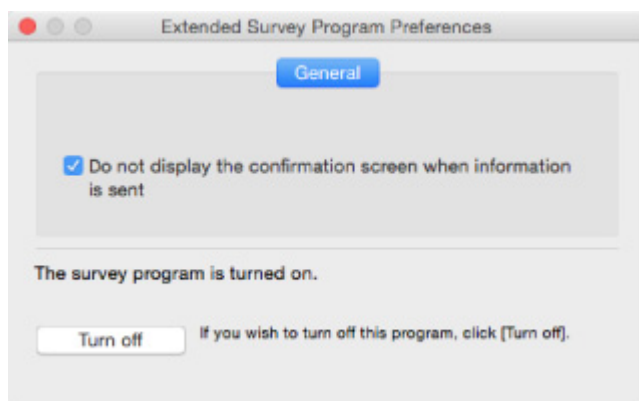 Extended Survey Program Preferences
General
Do not display the confirmation screen when information
is sent
The survey program is turned on.
Turn off
If you wish to turn off this program, click [Turn off].